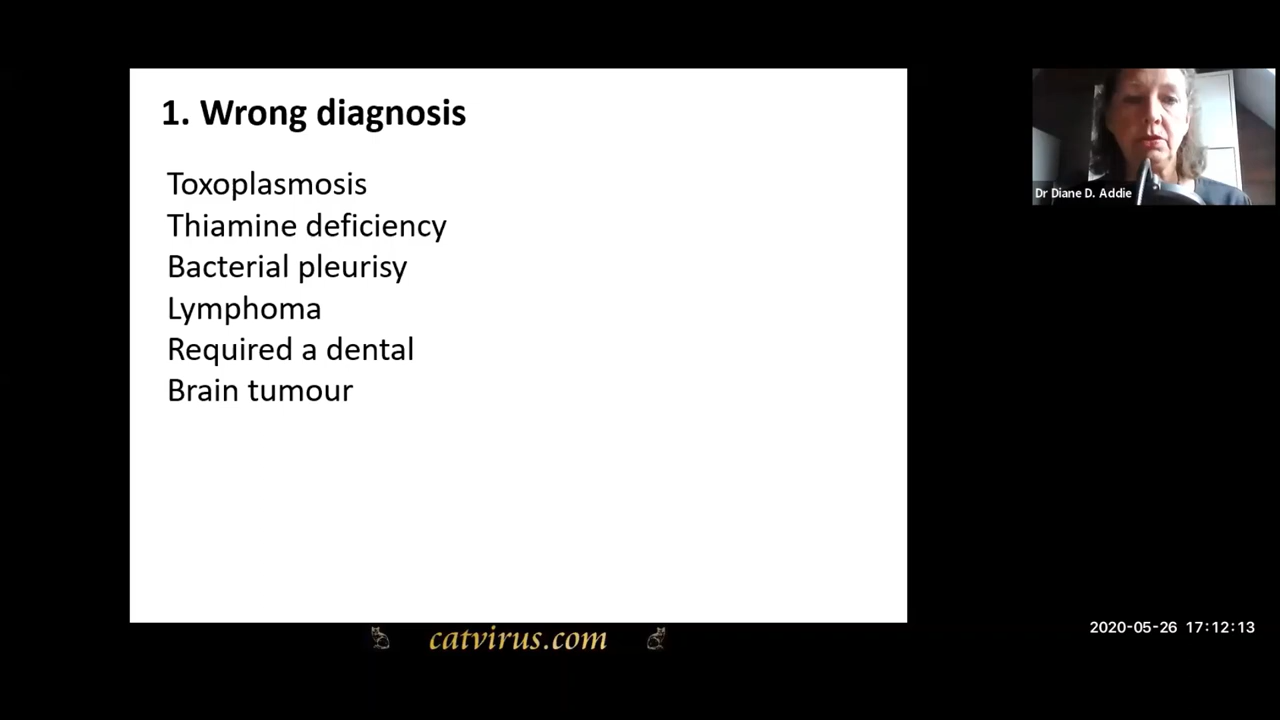 1. Wrong diagnosis
Toxoplasmosis
Thiamine deficiency
Bacterial pleurisy
Lymphoma
Required a dental
Brain tumour
Dr Diane D. Addie
catvirus.com
2020-05-26 17:12:13